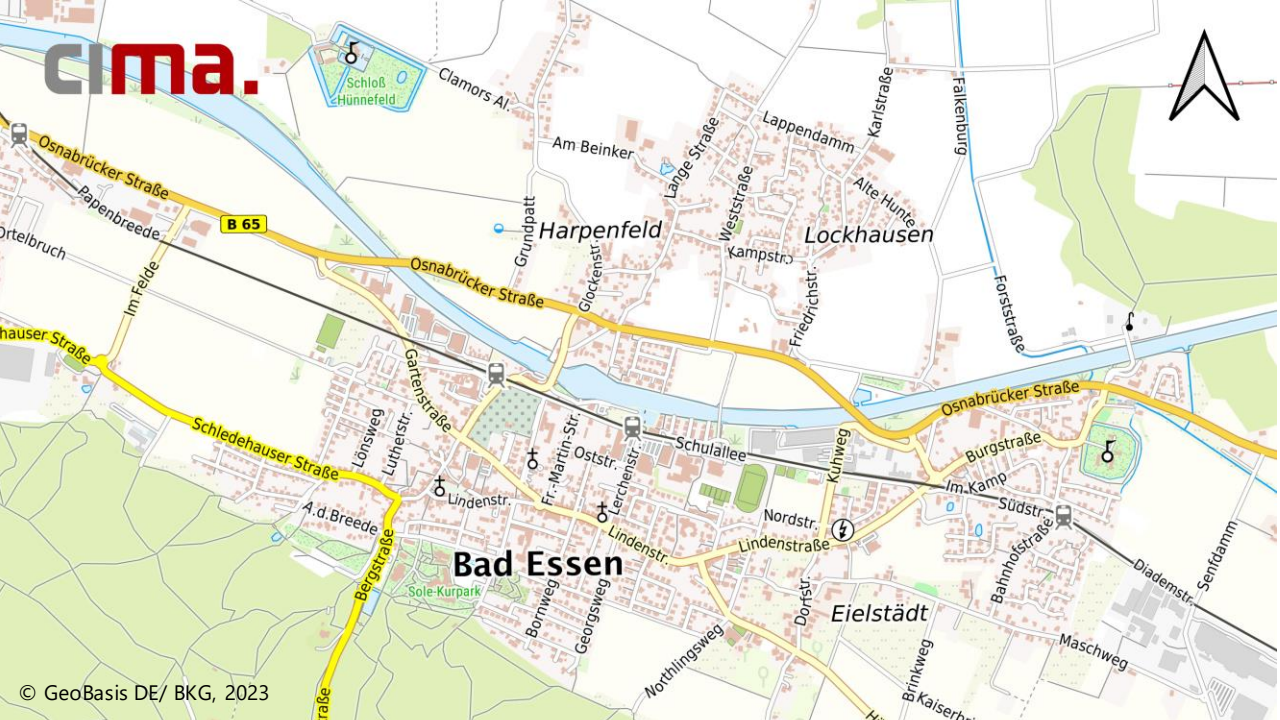 cima.
Schloß
Hünnefeld
Clamors Al.
Osnabrücker Straße
Papenbreede
Ortelbruch
B 65
Im Felde
Grundpatt
Am Beinker
Harpenfeld
Glockenstr.
Lange Straße
Lappendamm
Karlstraße
Falkenburg
Weststraße
Alte Hunte
Lockhausen
Kampstr.
Friedrichstr.
Forststraße
Osnabrücker Straße
hauser Straße
Gartenstraße
Schledehauser Straße
Lönsweg
Lutherstr.
Fr.-Martin-Str.
Oststr.
Lerchenstr.
Schulallee
Kuhweg
Osnabrücker Straße
Burgstraße
Im-Kamp
Südstr.
Lindenstr.
A.d.Breede
Nordstr.
Lindenstr.
Lindenstraße
Bergstraße
Bad Essen
Sole-Kurpark
Bornweg
Georgsweg
Dorfstr.
Bahnhofstraße
Senfdamm
Diademstr.
Eielstädt
Northlingsweg
Maschweg
Brinkweg
Kaiserbri
raße
© GeoBasis DE/ BKG, 2023